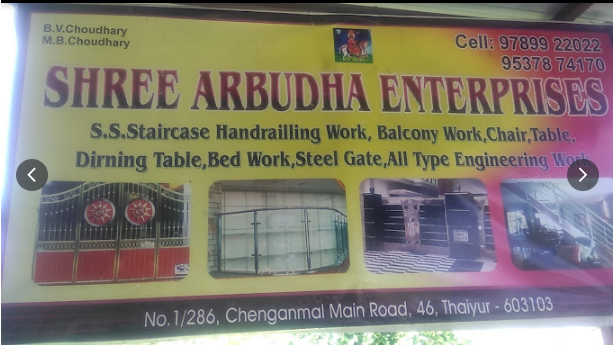 B.V.Choudhary
M.B.Choudhary
Cell: 97899 22022
95378 74170
SHREE ARBUDHA ENTERPRISES
S.S.Staircase Handrailling Work, Balcony Work,Chair,Table,
Dirning Table,Bed Work,Steel Gate,All Type Engineering Work
No.1/286, Chenganmal Main Road, 46, Thaiyur - 603103